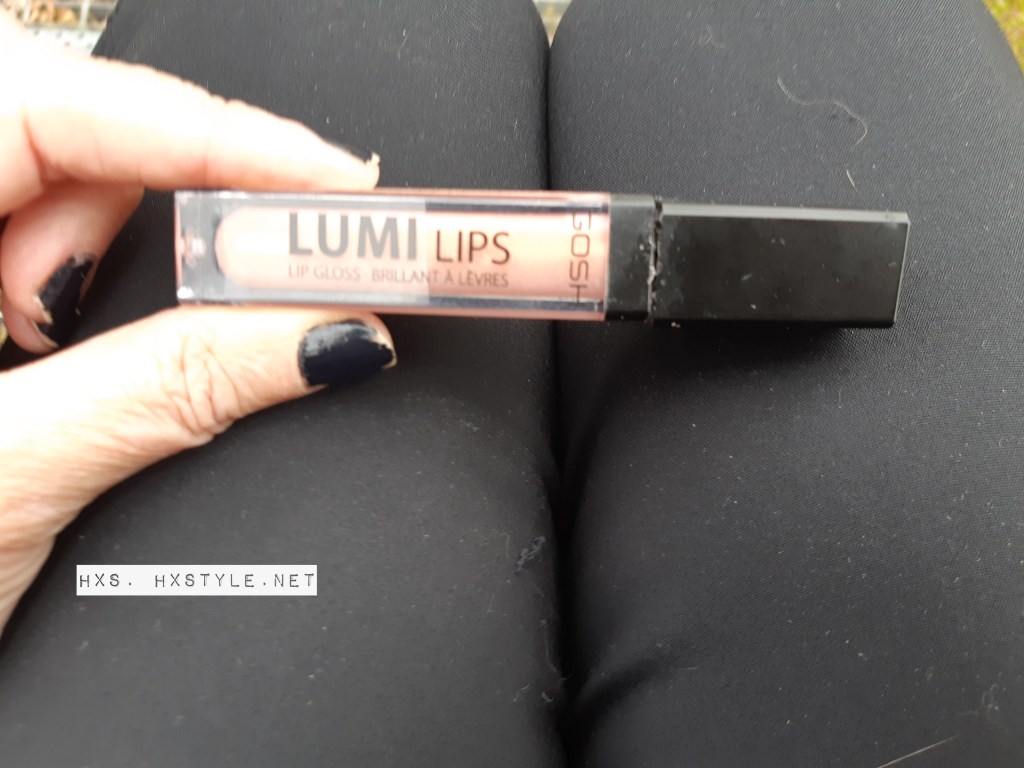 LUMI LIPS
LIP GLOSS · BRILLANT À LÈVRES
GOSH
HXS. HXSTYLE.NET